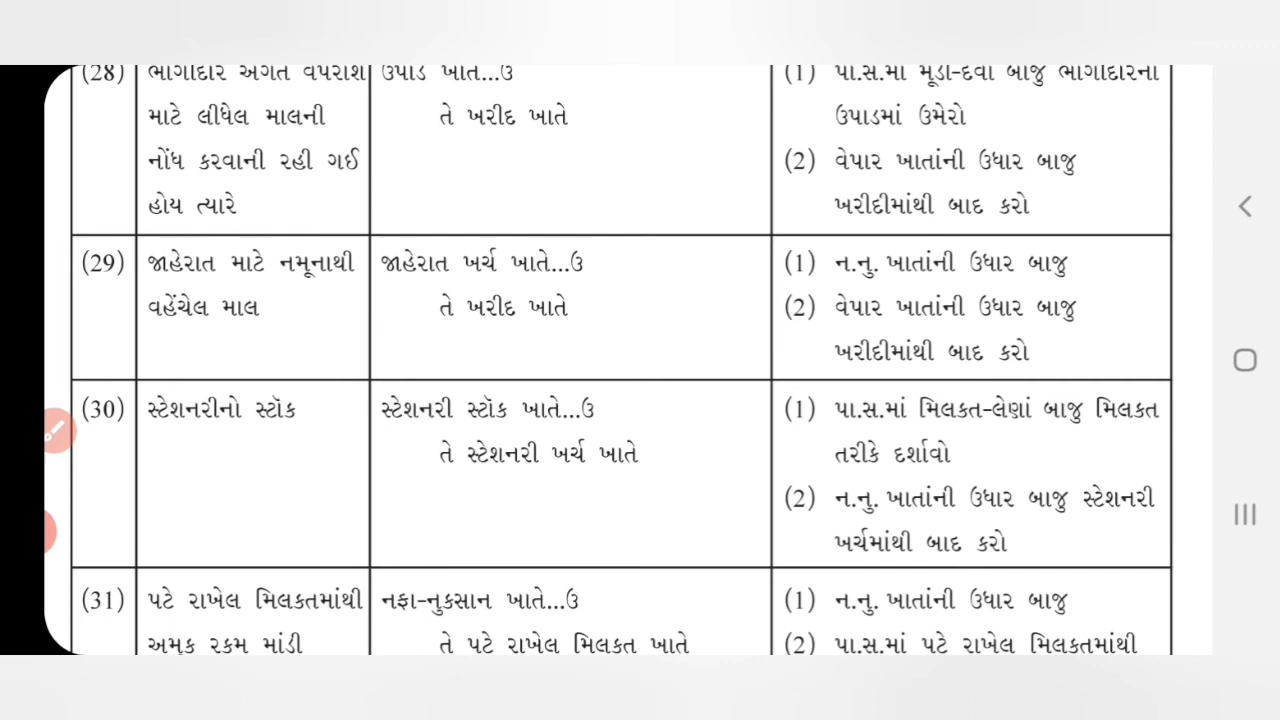 (28) ભાગીદારે અંગત વપરાશ ઉપાડ ખાતે...ઉ (1) પા.સ.માં મૂડી-દેવાં બાજુ ભાગીદારના
માટે લીધેલ માલની તે ખરીદ ખાતે ઉપાડમાં ઉમેરો
નોંધ કરવાની રહી ગઈ (2) વેપાર ખાતાંની ઉધાર બાજુ
હોય ત્યારે ખરીદીમાંથી બાદ કરો
(29) જાહેરાત માટે નમૂનાથી જાહેરાત ખર્ચ ખાતે...ઉ (1) ન.નુ. ખાતાંની ઉધાર બાજુ
વહેંચેલ માલ તે ખરીદ ખાતે (2) વેપાર ખાતાંની ઉધાર બાજુ
ખરીદીમાંથી બાદ કરો
(30) સ્ટેશનરીનો સ્ટૉક સ્ટેશનરી સ્ટૉક ખાતે...ઉ (1) પા.સ.માં મિલકત-લેણાં બાજુ મિલકત
તે સ્ટેશનરી ખર્ચ ખાતે તરીકે દર્શાવો
(2) ન.નુ. ખાતાંની ઉધાર બાજુ સ્ટેશનરી
ખર્ચમાંથી બાદ કરો
(31) પટે રાખેલ મિલકતમાંથી નફા-નુકસાન ખાતે...ઉ (1) ન.નુ. ખાતાંની ઉધાર બાજુ
અમુક રકમ માંડી તે પટે રાખેલ મિલકત ખાતે (2) પા.સ.માં પટે રાખેલ મિલકતમાંથી